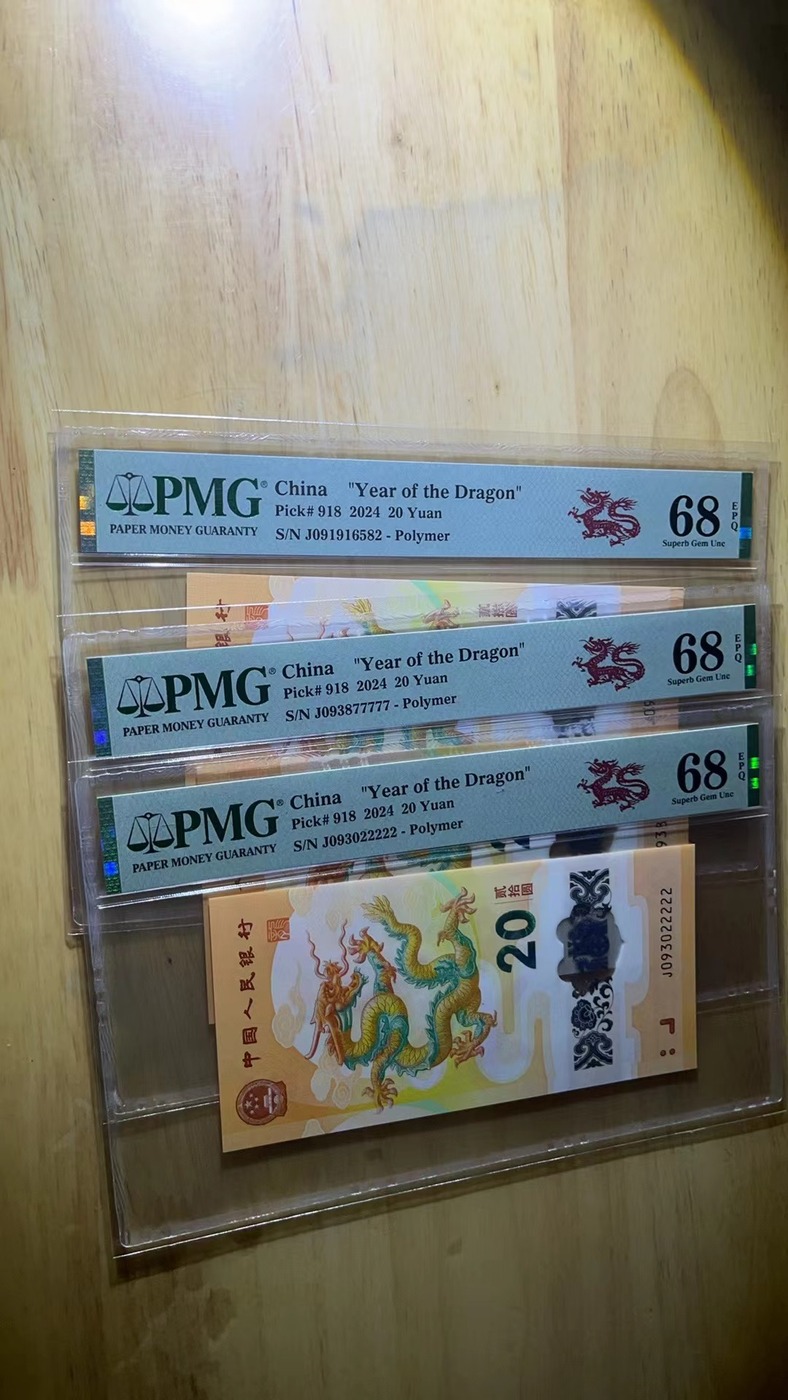 PMG®
PAPER MONEY GUARANTY
China "Year of the Dragon"
Pick# 918 2024 20 Yuan
S/N J091916582 - Polymer
68
EPQ
Superb Gem Unc
贰拾圆
PMG®
PAPER MONEY GUARANTY
China "Year of the Dragon"
Pick# 918 2024 20 Yuan
S/N J093877777 - Polymer
68
EPQ
Superb Gem Unc
PMG®
PAPER MONEY GUARANTY
China "Year of the Dragon"
Pick# 918 2024 20 Yuan
S/N J093022222 - Polymer
68
EPQ
Superb Gem Unc
中国人民银行
20
贰拾圆
J093022222